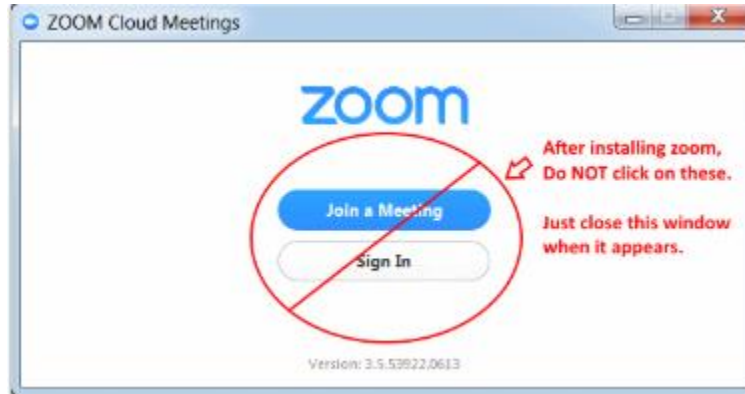 ZOOM Cloud Meetings
zoom
After installing zoom,
Do NOT click on these.
Join a Meeting
Just close this window
when it appears.
Sign In
Version: 3.5.53922.0613